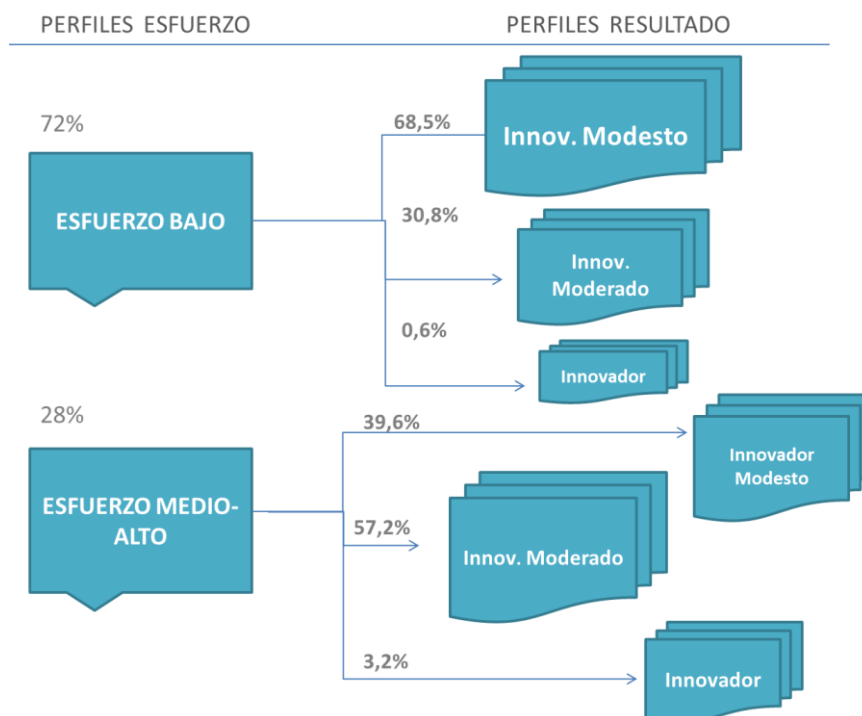 PERFILES ESFUERZO
PERFILES RESULTADO
72%
ESFUERZO BAJO
68,5%
Innov. Modesto
30,8%
Innov.
Moderado
0,6%
Innovador
28%
ESFUERZO MEDIO-
ALTO
39,6%
Innovador
Modesto
57,2%
Innov. Moderado
3,2%
Innovador